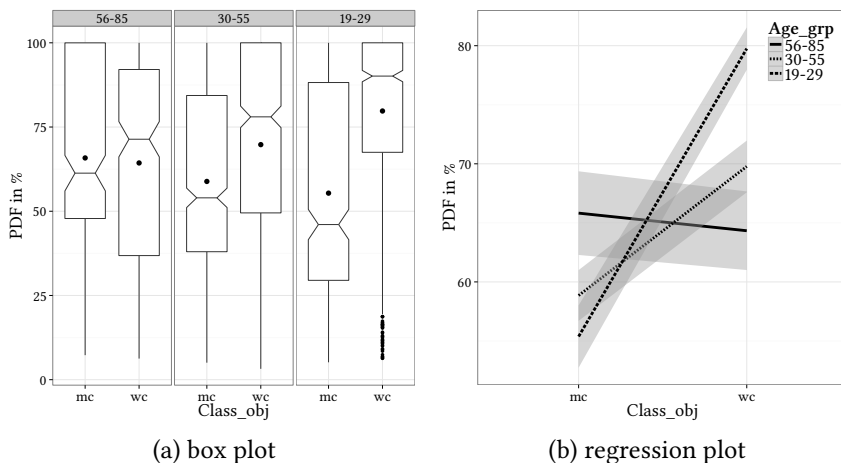 56-85 30-55 19-29
100
75
50
25
0
PDF in %
mc wc mc wc mc wc
Class_obj
(a) box plot
80
70
60
PDF in %
Age_grp
56-85
30-55
19-29
mc wc
Class_obj
(b) regression plot